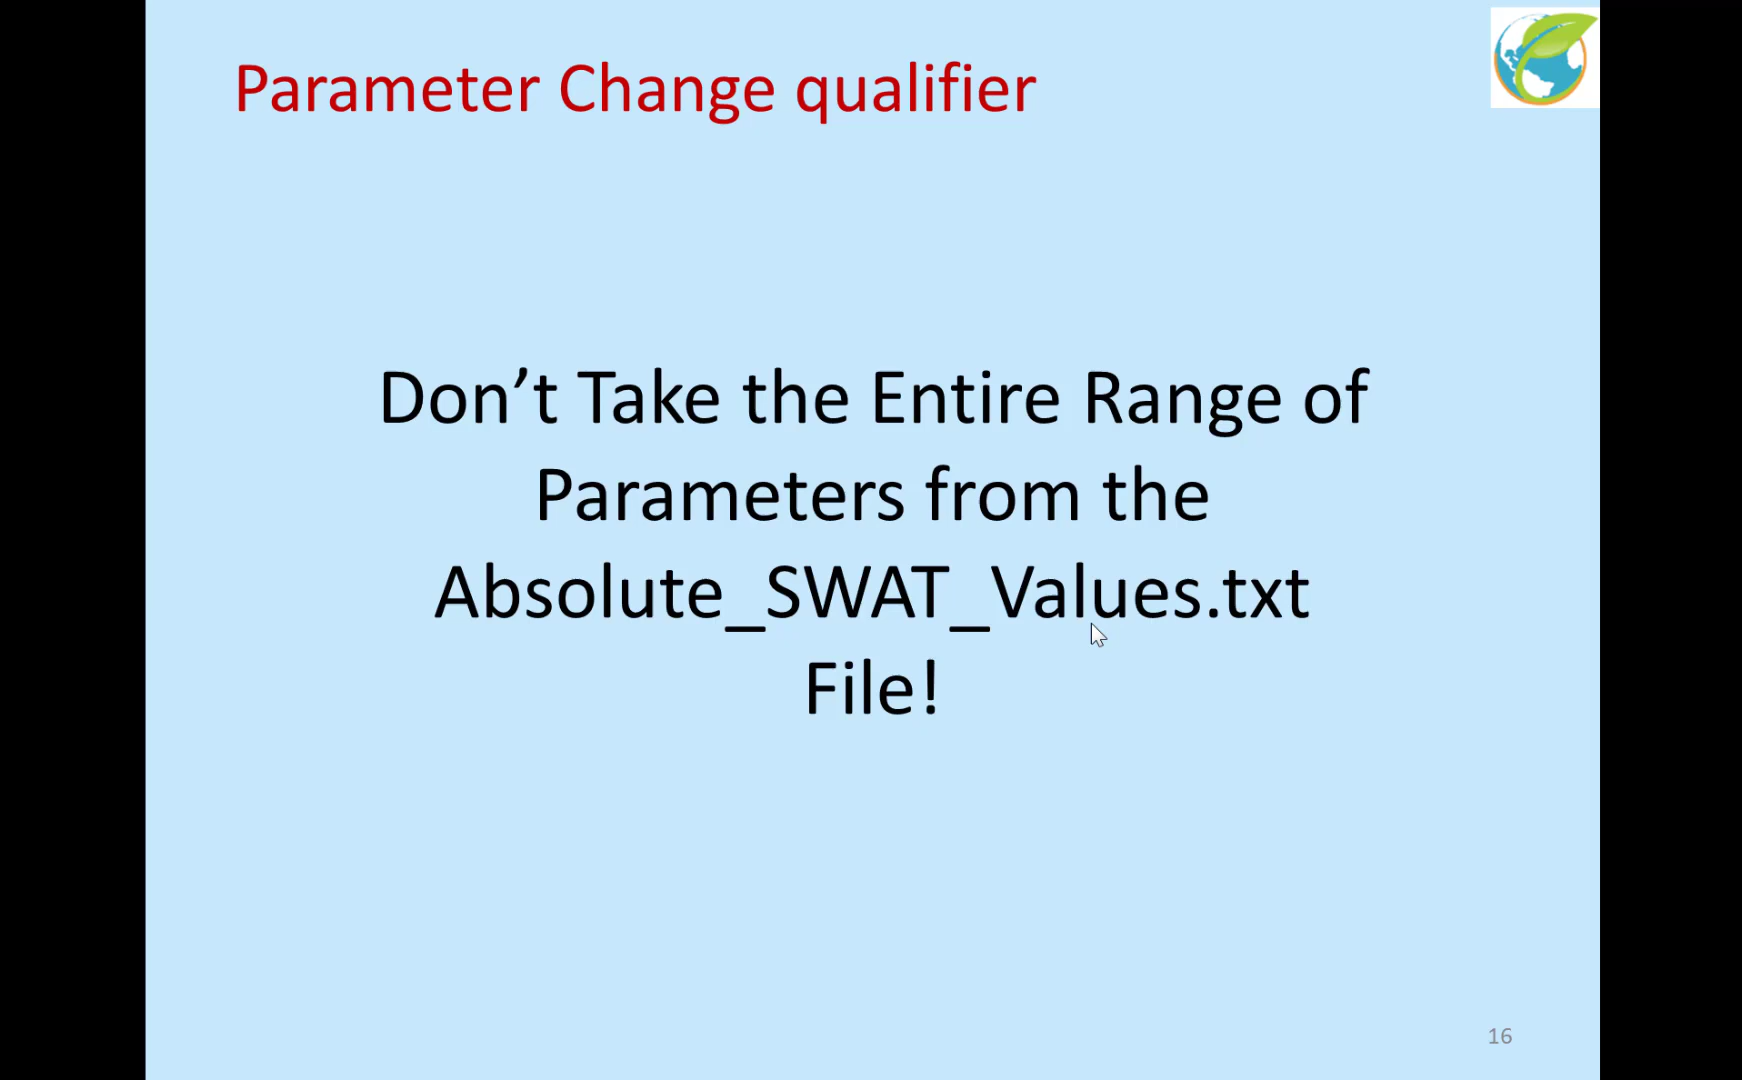 Parameter Change qualifier
Don’t Take the Entire Range of
Parameters from the
Absolute_SWAT_Values.txt
File!
16